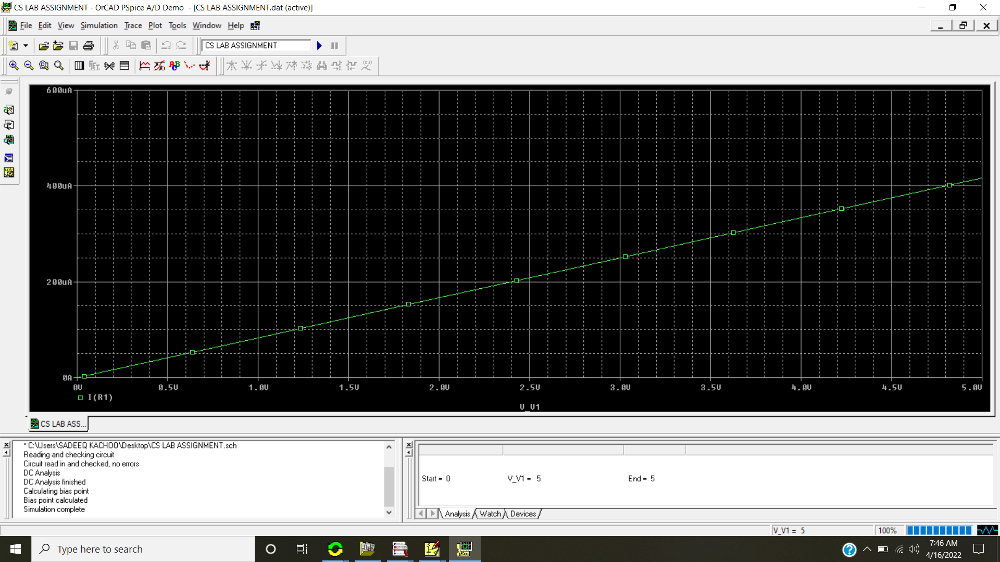 CS LAB ASSIGNMENT - OrCAD PSpice A/D Demo - [CS LAB ASSIGNMENT.dat (active)]
File Edit View Simulation Trace Plot Tools Window Help
CS LAB ASSIGNMENT
600uA
400uA
200uA
0A
0V 0.5V 1.0V 1.5V 2.0V 2.5V 3.0V 3.5V 4.0V 4.5V 5.0V
I(R1)
V_V1
CS LAB ASS...
* C:\Users\SADEEQ KACHOO\Desktop\CS LAB ASSIGNMENT.sch
Reading and checking circuit
Circuit read in and checked, no errors
DC Analysis
DC Analysis finished
Calculating bias point
Bias point calculated
Simulation complete
Start = 0 V_V1 = 5 End = 5
Analysis Watch Devices
V_V1 = 5 100%
Type here to search
7:46 AM
4/16/2022